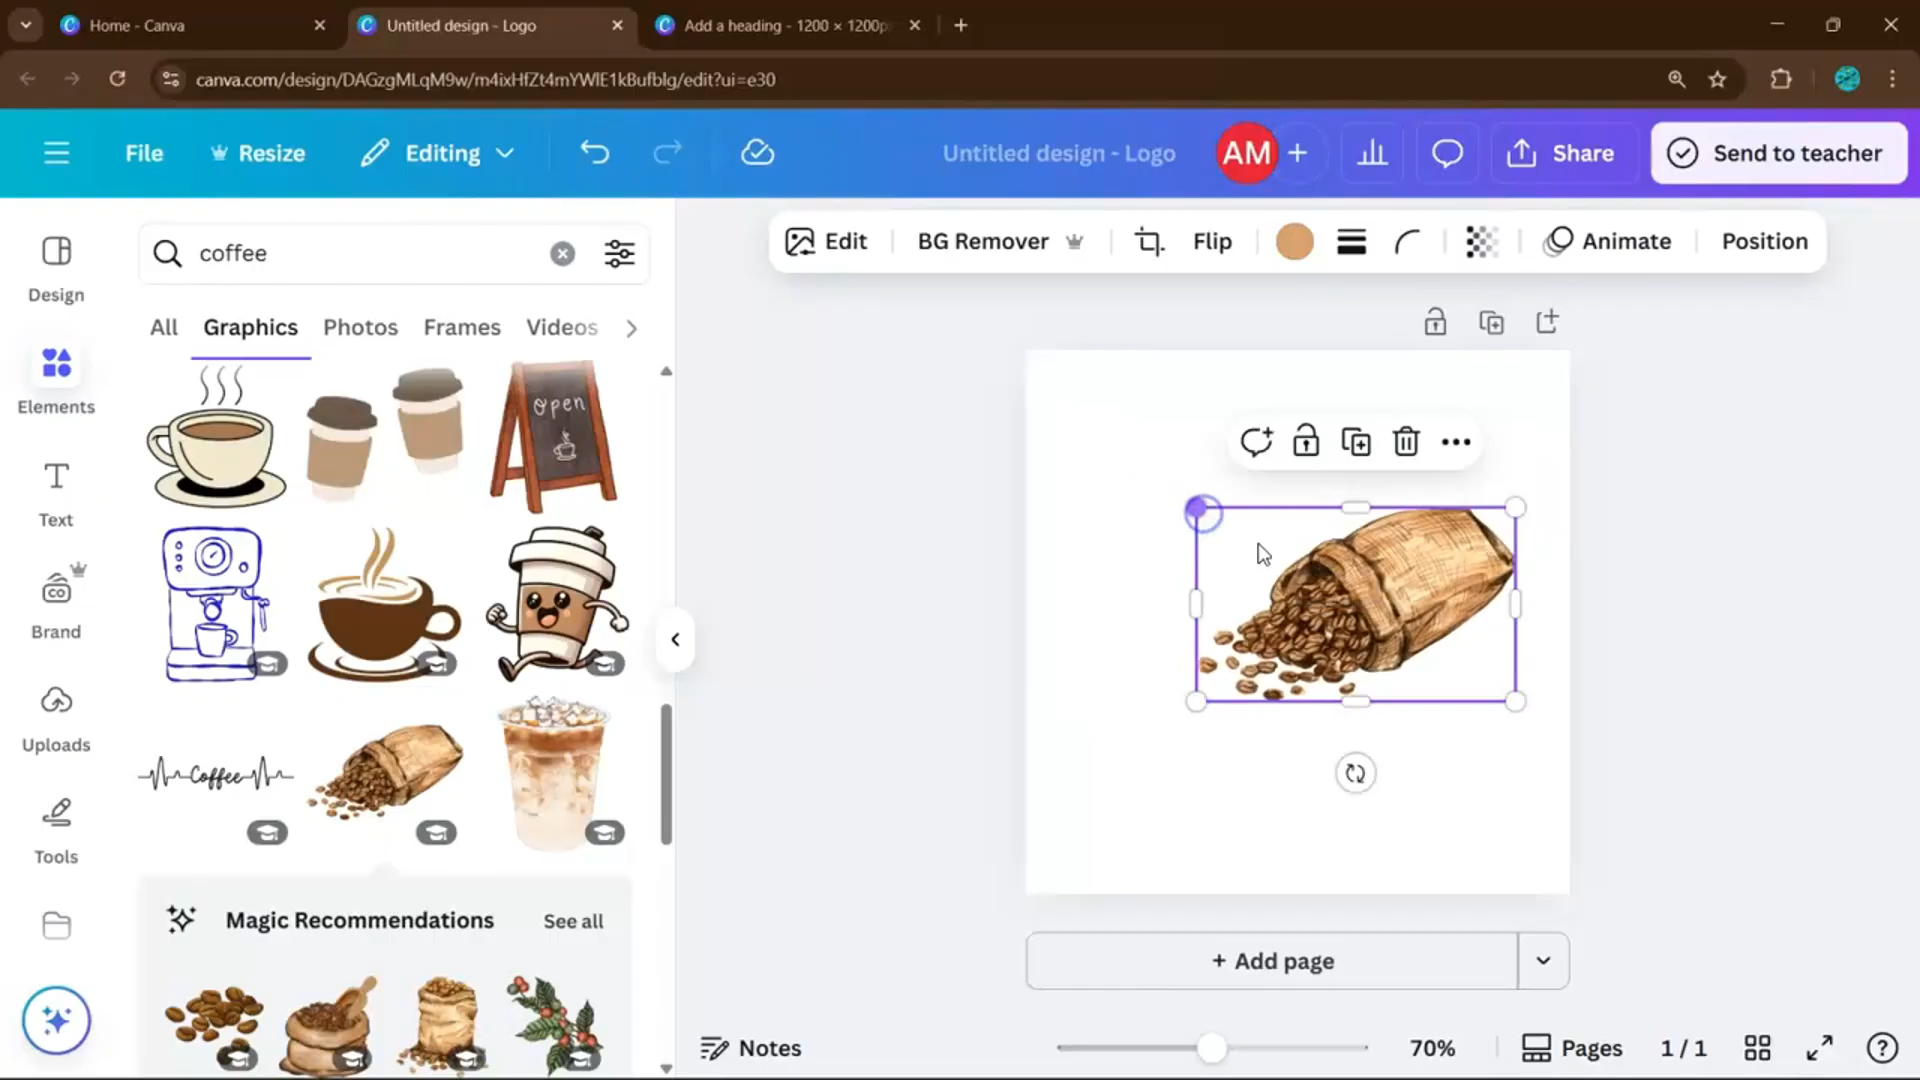 Home - Canva
Untitled design - Logo
Add a heading - 1200 × 1200p
canva.com/design/DAGzgMLqM9w/m4ixHfZt4mYWlE1kBufblg/edit?ui=e30
File
Resize
Editing
Untitled design - Logo
AM
Share
Send to teacher
Design
Elements
Text
Brand
Uploads
Tools
coffee
All
Graphics
Photos
Frames
Videos
open
Coffee
Magic Recommendations
See all
Edit
BG Remover
Flip
Animate
Position
+ Add page
Notes
70%
Pages
1 / 1